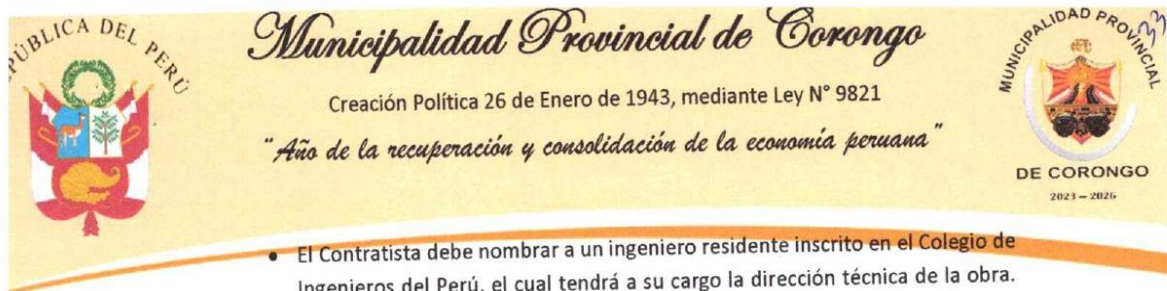 REPÚBLICA DEL PERÚ
Municipalidad Provincial de Corongo
Creación Política 26 de Enero de 1943, mediante Ley N° 9821
"Año de la recuperación y consolidación de la economía peruana"
MUNICIPALIDAD PROVINCIAL
DE CORONGO
2023 – 2026
33
• El Contratista debe nombrar a un ingeniero residente inscrito en el Colegio de
Ingenieros del Perú, el cual tendrá a su cargo la dirección técnica de la obra.